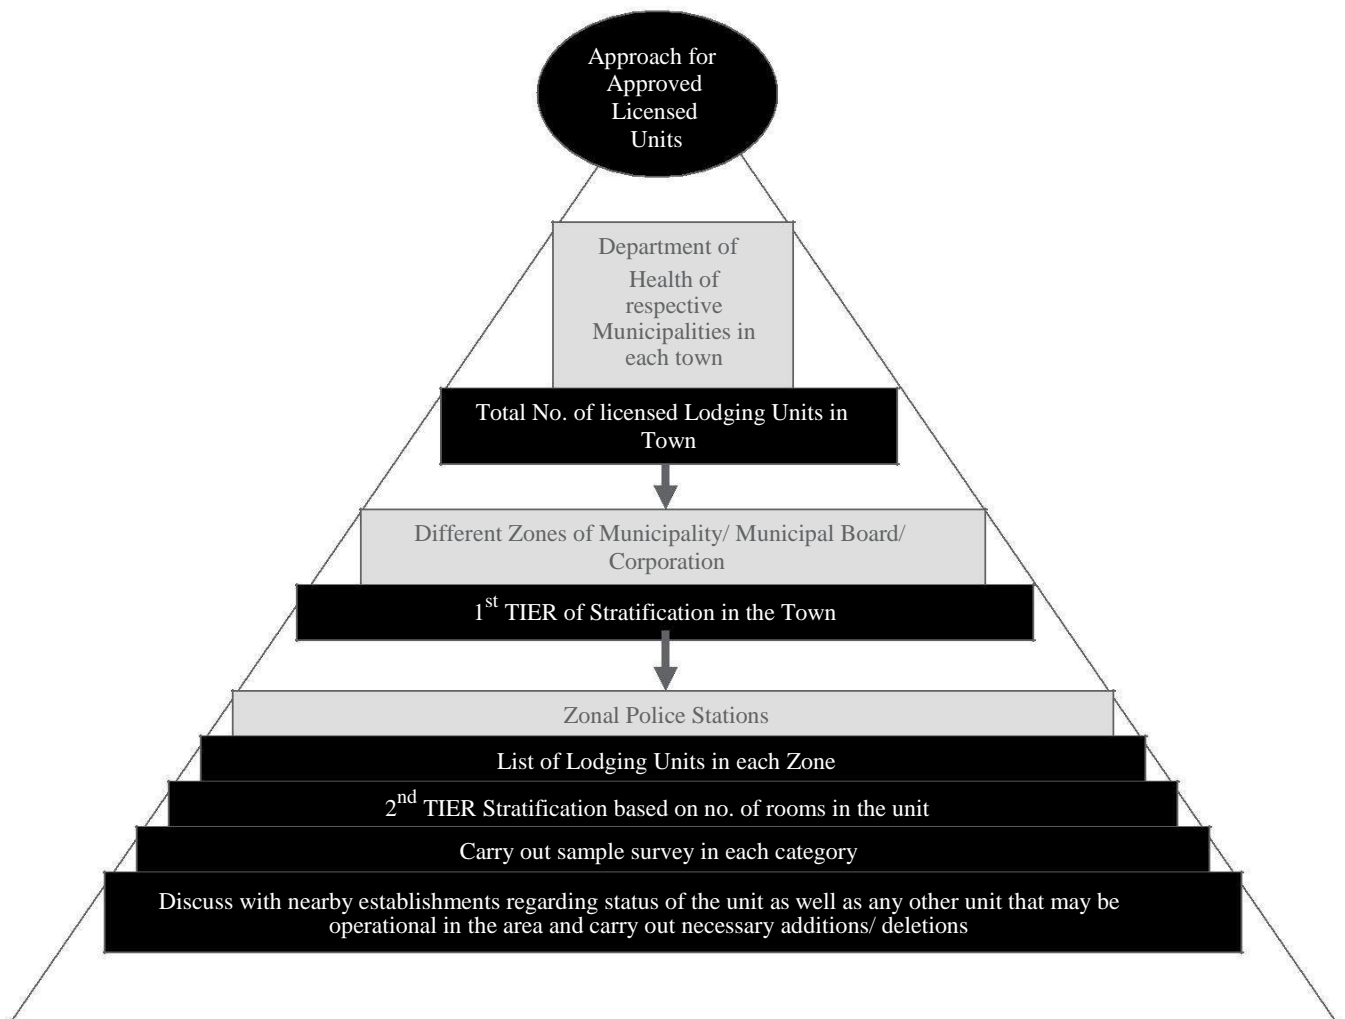 Approach for
Approved
Licensed
Units
Department of
Health of
respective
Municipalities in
each town
Total No. of licensed Lodging Units in
Town
Different Zones of Municipality/ Municipal Board/
Corporation
1st TIER of Stratification in the Town
Zonal Police Stations
List of Lodging Units in each Zone
2nd TIER Stratification based on no. of rooms in the unit
Carry out sample survey in each category
Discuss with nearby establishments regarding status of the unit as well as any other unit that may be
operational in the area and carry out necessary additions/ deletions